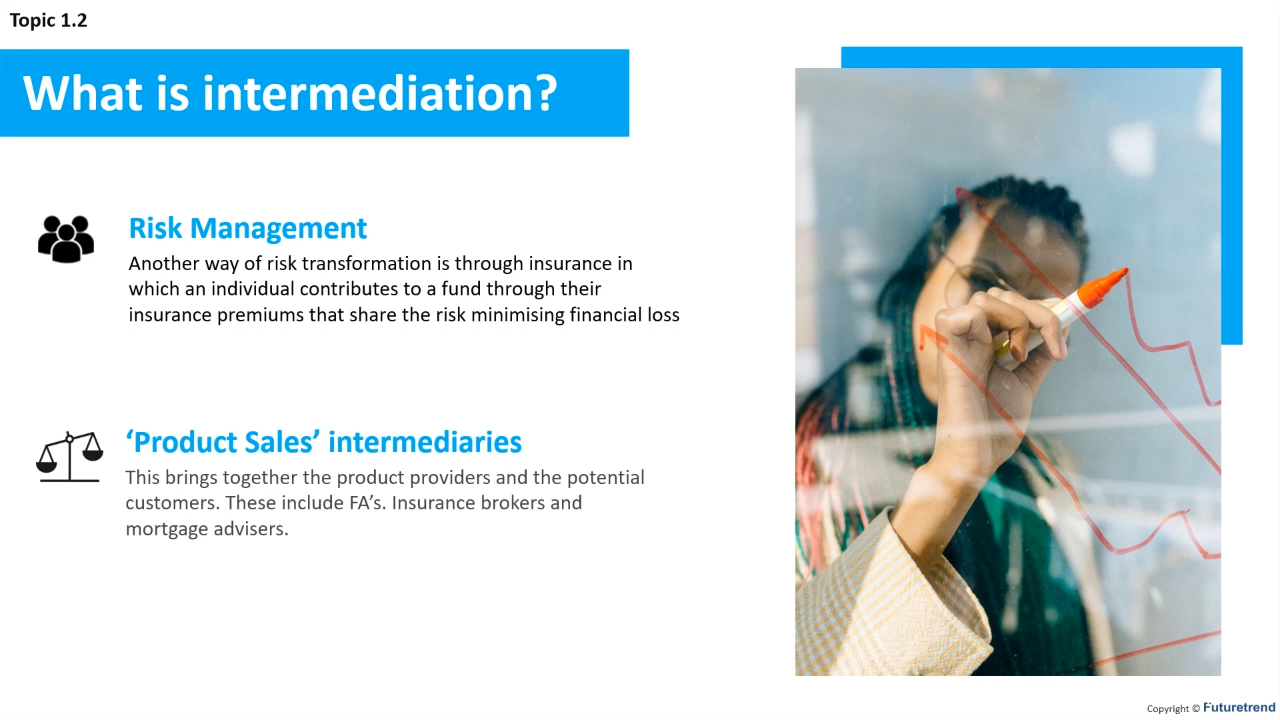 Topic 1.2
What is intermediation?
Risk Management
Another way of risk transformation is through insurance in
which an individual contributes to a fund through their
insurance premiums that share the risk minimising financial loss
‘Product Sales’ intermediaries
This brings together the product providers and the potential
customers. These include FA’s. Insurance brokers and
mortgage advisers.
Copyright © Futuretrend